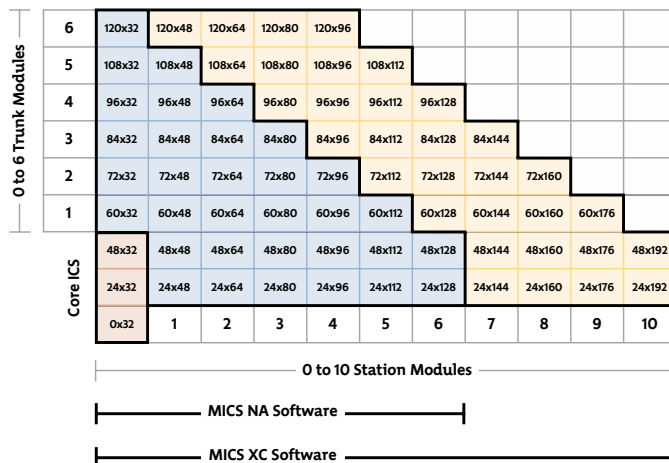 6 120x32 120x48 120x64 120x80 120x96
5 108x32 108x48 108x64 108x80 108x96 108x112
4 96x32 96x48 96x64 96x80 96x96 96x112 96x128
3 84x32 84x48 84x64 84x80 84x96 84x112 84x128 84x144
2 72x32 72x48 72x64 72x80 72x96 72x112 72x128 72x144 72x160
1 60x32 60x48 60x64 60x80 60x96 60x112 60x128 60x144 60x160 60x176
48x32 48x48 48x64 48x80 48x96 48x112 48x128 48x144 48x160 48x176 48x192
24x32 24x48 24x64 24x80 24x96 24x112 24x128 24x144 24x160 24x176 24x192
0x32 1 2 3 4 5 6 7 8 9 10
0 to 6 Trunk Modules
Core ICS
0 to 10 Station Modules
MICS NA Software
MICS XC Software